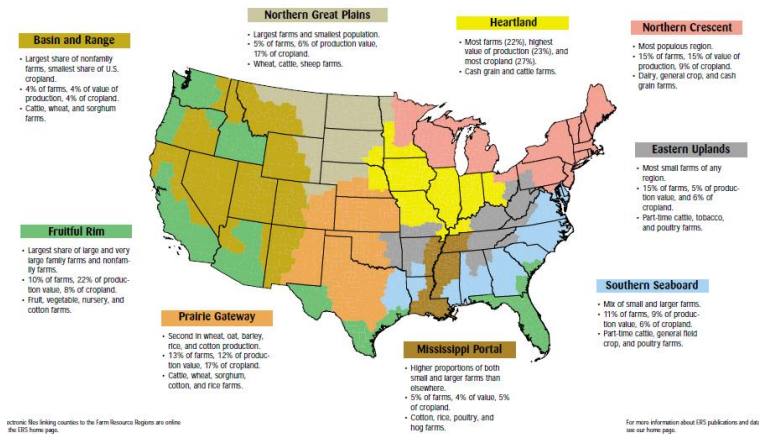 Northern Great Plains
• Largest farms and smallest population.
• 5% of farms, 6% of production value,
17% of cropland.
• Wheat, cattle, sheep farms.
Heartland
• Most farms (22%), highest
value of production (23%), and
most cropland (27%).
• Cash grain and cattle farms.
Northern Crescent
• Most populous region.
• 15% of farms, 15% of value of
production, 9% of cropland.
• Dairy, general crop, and cash
grain farms.
Basin and Range
• Largest share of nonfamily
farms, smallest share of U.S.
cropland.
• 4% of farms, 4% of value of
production, 4% of cropland.
• Cattle, wheat, and sorghum
farms.
Eastern Uplands
• Most small farms of any
region.
• 15% of farms, 5% of produc-
tion value, and 6% of
cropland.
• Part-time cattle, tobacco,
and poultry farms.
Fruitful Rim
• Largest share of large and very
large family farms and nonfam-
ily farms.
• 10% of farms, 22% of produc-
tion value, 8% of cropland.
• Fruit, vegetable, nursery, and
cotton farms.
Southern Seaboard
• Mix of small and larger farms.
• 11% of farms, 9% of produc-
tion value, 6% of cropland.
• Part-time cattle, general field
crop, and poultry farms.
Prairie Gateway
• Second in wheat, oat, barley,
rice, and cotton production.
• 13% of farms, 12% of produc-
tion value, 17% of cropland.
• Cattle, wheat, sorghum,
cotton, and rice farms.
Mississippi Portal
• Higher proportions of both
small and larger farms than
elsewhere.
• 5% of farms, 4% of value, 5%
of cropland.
• Cotton, rice, poultry, and
hog farms.
ectronic files linking counties to the Farm Resource Regions are online
the ERS home page.
For more information about ERS publications and data
see our home page.